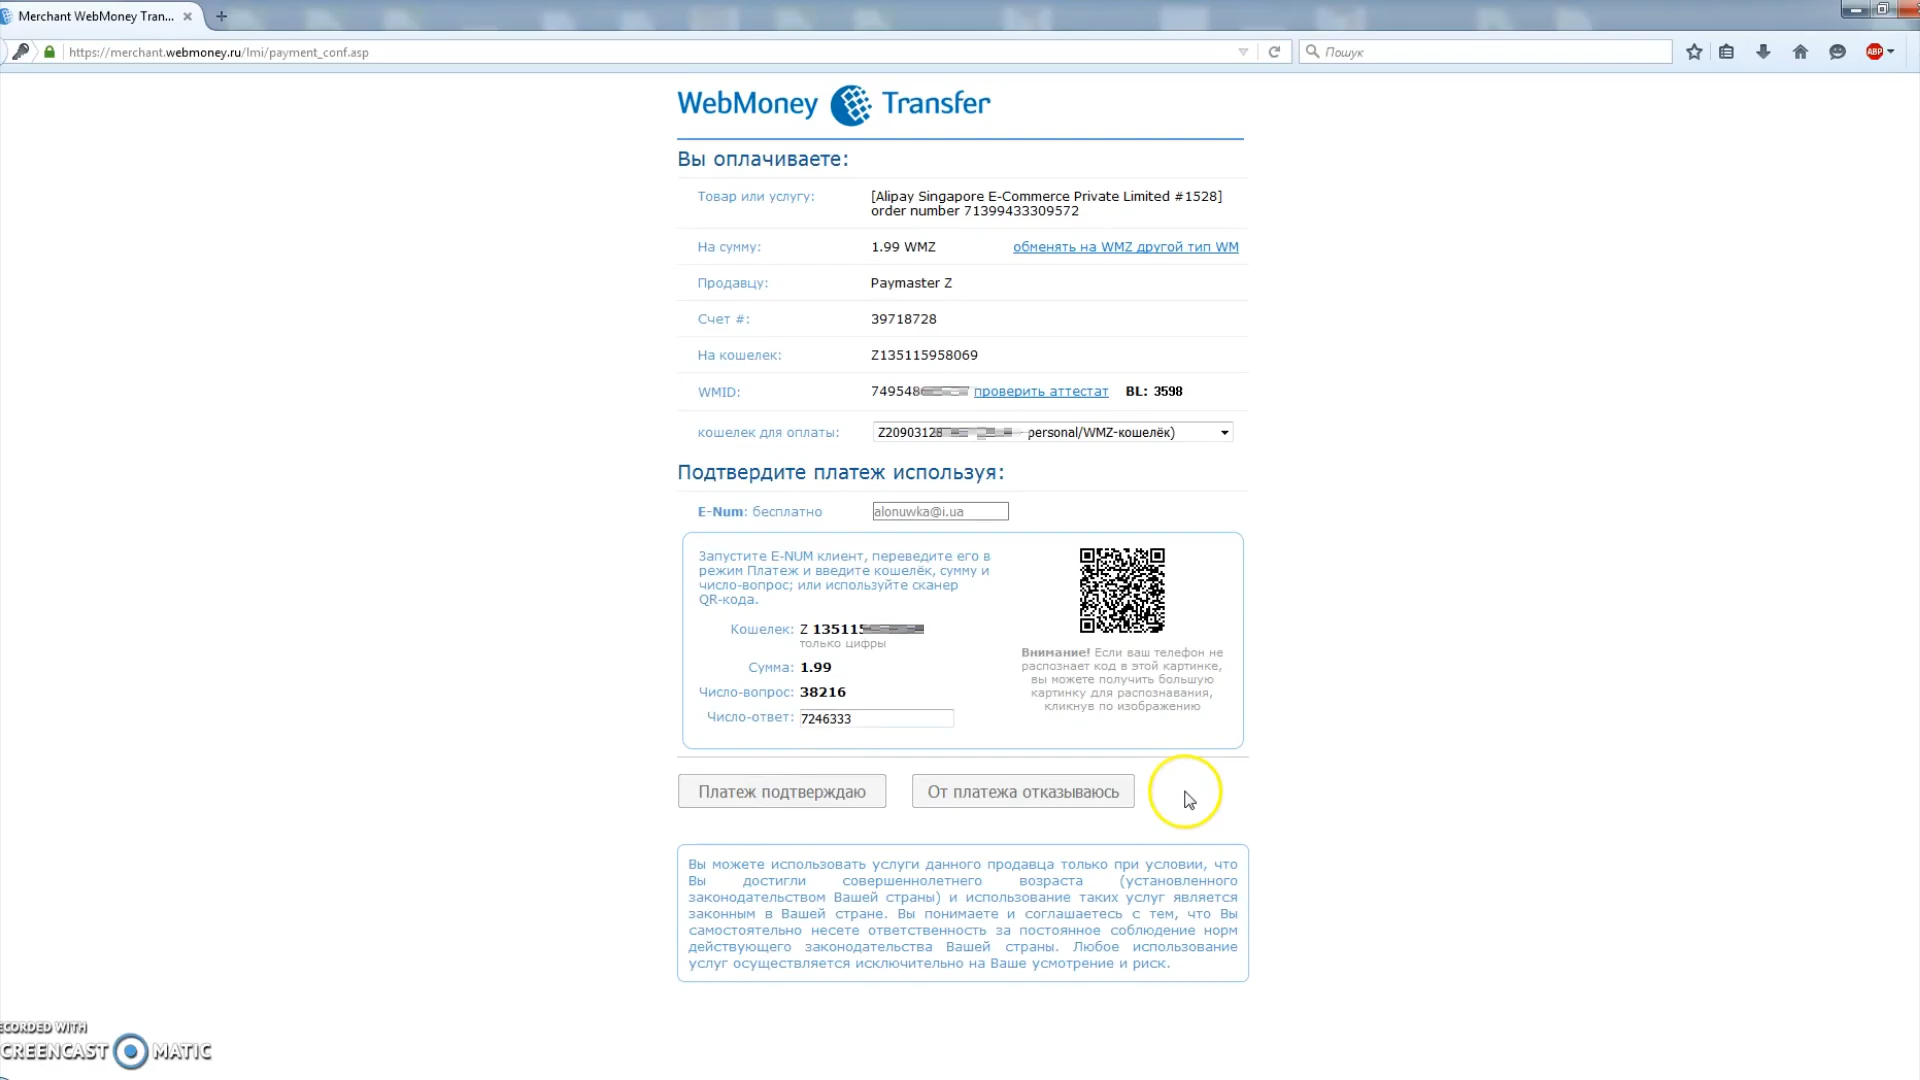 Merchant WebMoney Tran...
https://merchant.webmoney.ru/lmi/payment_conf.asp
Пошук
ABP
WebMoney Transfer
Вы оплачиваете:
Товар или услугу: [Alipay Singapore E-Commerce Private Limited #1528]
order number 71399433309572
На сумму: 1.99 WMZ обменять на WMZ другой тип WM
Продавцу: Paymaster Z
Счет #: 39718728
На кошелек: Z135115958069
WMID: 749548 проверить аттестат BL: 3598
кошелек для оплаты: Z2090312 personal/WMZ-кошелёк)
Подтвердите платеж используя:
E-Num: бесплатно alonuwka@i.ua
Запустите E-NUM клиент, переведите его в
режим Платеж и введите кошелёк, сумму и
число-вопрос; или используйте сканер
QR-кода.
Кошелек: Z 13511
только цифры
Сумма: 1.99
Число-вопрос: 38216
Число-ответ: 7246333
Внимание! Если ваш телефон не
распознает код в этой картинке,
вы можете получить большую
картинку для распознавания,
кликнув по изображению
Платеж подтверждаю
От платежа отказываюсь
Вы можете использовать услуги данного продавца только при условии, что
Вы достигли совершеннолетнего возраста (установленного
законодательством Вашей страны) и использование таких услуг является
законным в Вашей стране. Вы понимаете и соглашаетесь с тем, что Вы
самостоятельно несете ответственность за постоянное соблюдение норм
действующего законодательства Вашей страны. Любое использование
услуг осуществляется исключительно на Ваше усмотрение и риск.
ECORDED WITH
CREENCAST MATIC